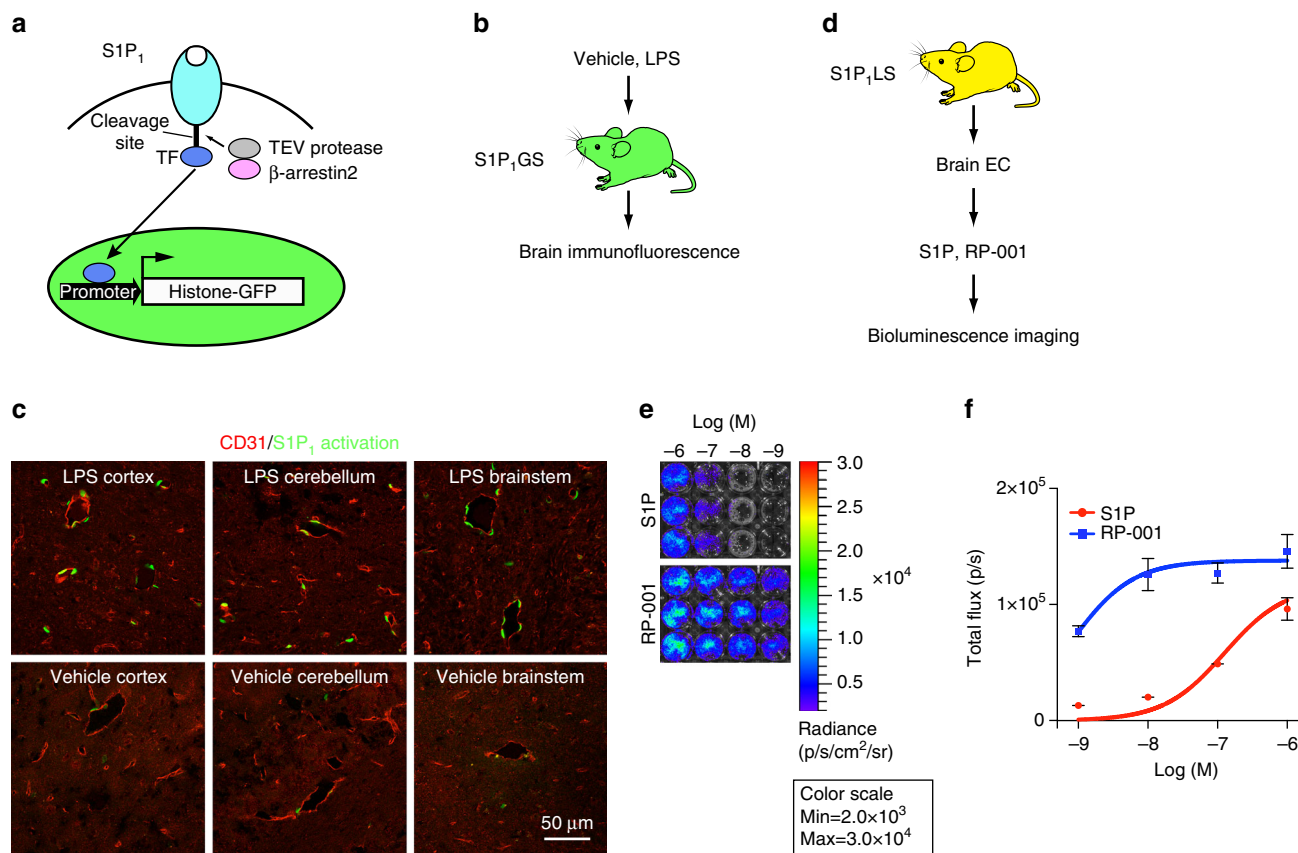 a
S1P₁
Cleavage
site
TF
TEV protease
β-arrestin2
Promoter
Histone-GFP
b
Vehicle, LPS
S1P₁GS
Brain immunofluorescence
d
S1P₁LS
Brain EC
S1P, RP-001
Bioluminescence imaging
c
CD31/S1P₁ activation
LPS cortex
LPS cerebellum
LPS brainstem
Vehicle cortex
Vehicle cerebellum
Vehicle brainstem
50 μm
e
Log (M)
−6 −7 −8 −9
S1P
RP-001
3.0
2.5
2.0
×10⁴
1.5
1.0
0.5
Radiance
(p/s/cm²/sr)
Color scale
Min=2.0×10³
Max=3.0×10⁴
f
2×10⁵
1×10⁵
0
Total flux (p/s)
S1P
RP-001
−9 −8 −7 −6
Log (M)